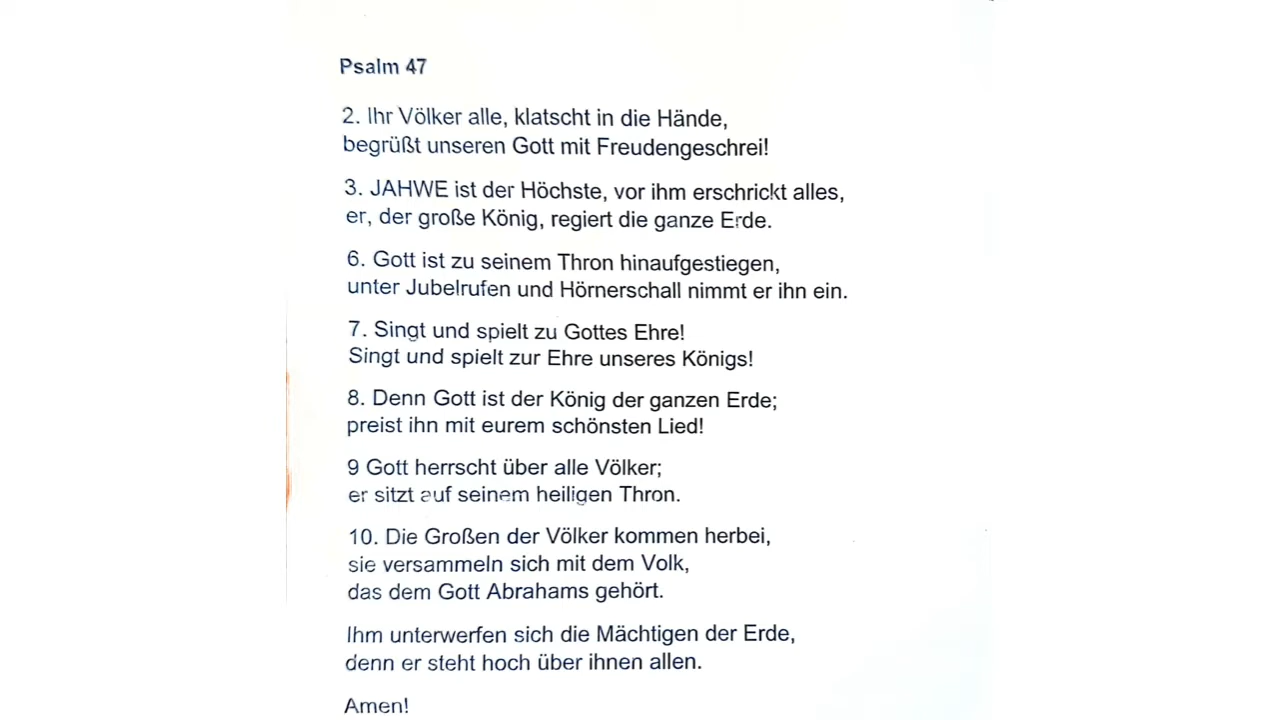 Psalm 47
2. Ihr Völker alle, klatscht in die Hände,
begrüßt unseren Gott mit Freudengeschrei!
3. JAHWE ist der Höchste, vor ihm erschrickt alles,
er, der große König, regiert die ganze Erde.
6. Gott ist zu seinem Thron hinaufgestiegen,
unter Jubelrufen und Hörnerschall nimmt er ihn ein.
7. Singt und spielt zu Gottes Ehre!
Singt und spielt zur Ehre unseres Königs!
8. Denn Gott ist der König der ganzen Erde;
preist ihn mit eurem schönsten Lied!
9 Gott herrscht über alle Völker;
er sitzt auf seinem heiligen Thron.
10. Die Großen der Völker kommen herbei,
sie versammeln sich mit dem Volk,
das dem Gott Abrahams gehört.
Ihm unterwerfen sich die Mächtigen der Erde,
denn er steht hoch über ihnen allen.
Amen!